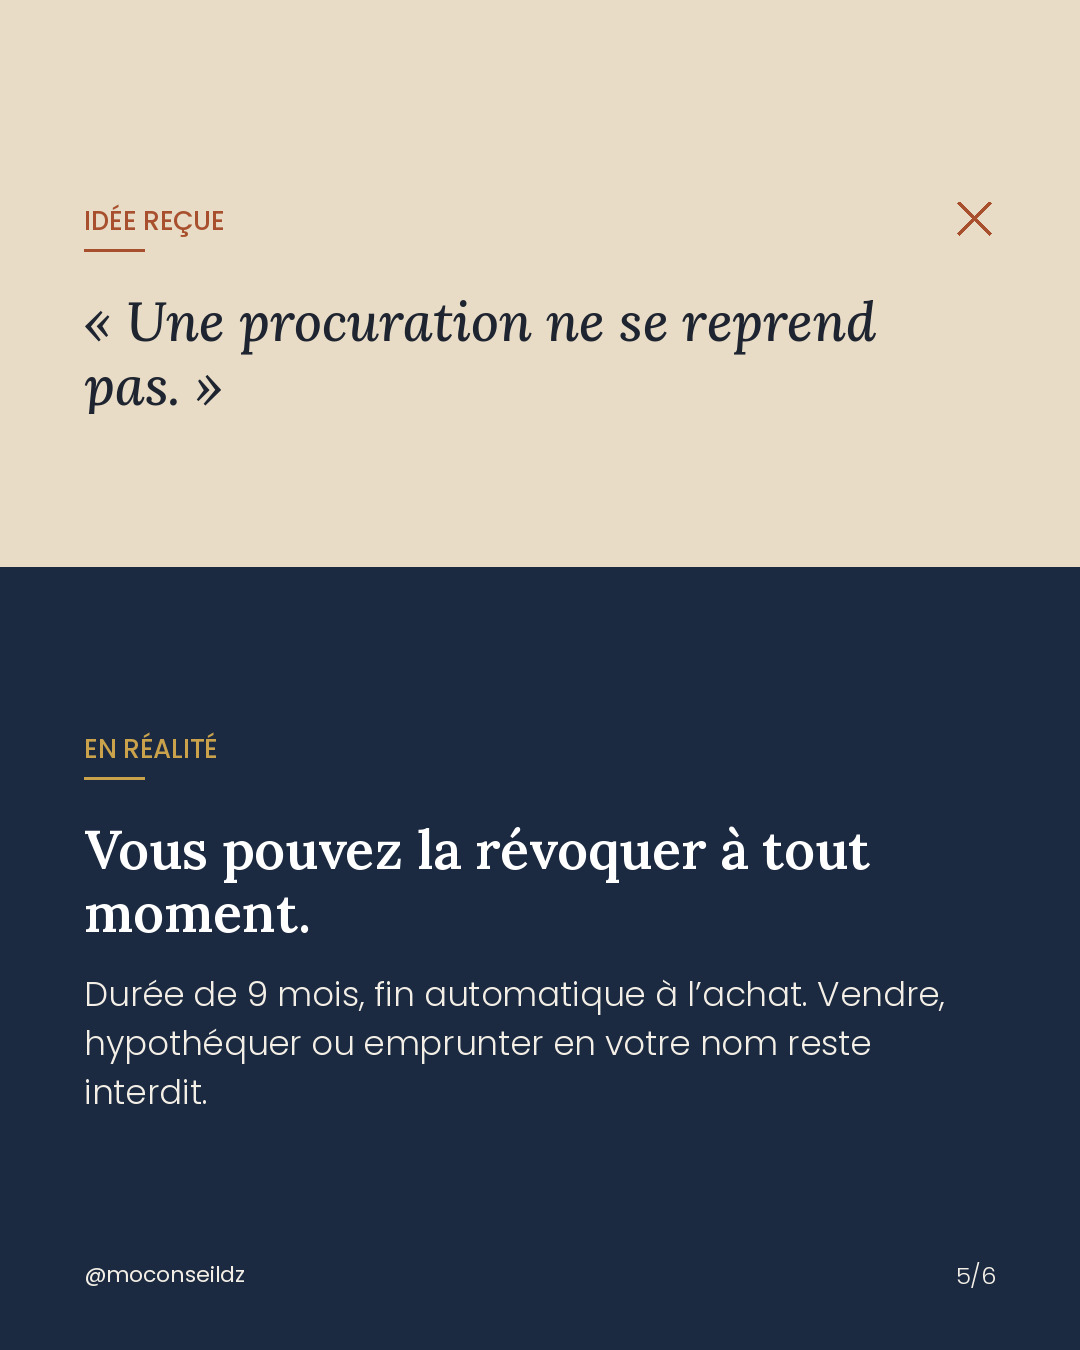 IDÉE REÇUE
« Une procuration ne se reprend
pas. »
EN RÉALITÉ
Vous pouvez la révoquer à tout
moment.
Durée de 9 mois, fin automatique à l’achat. Vendre,
hypothéquer ou emprunter en votre nom reste
interdit.
@moconseildz
5/6